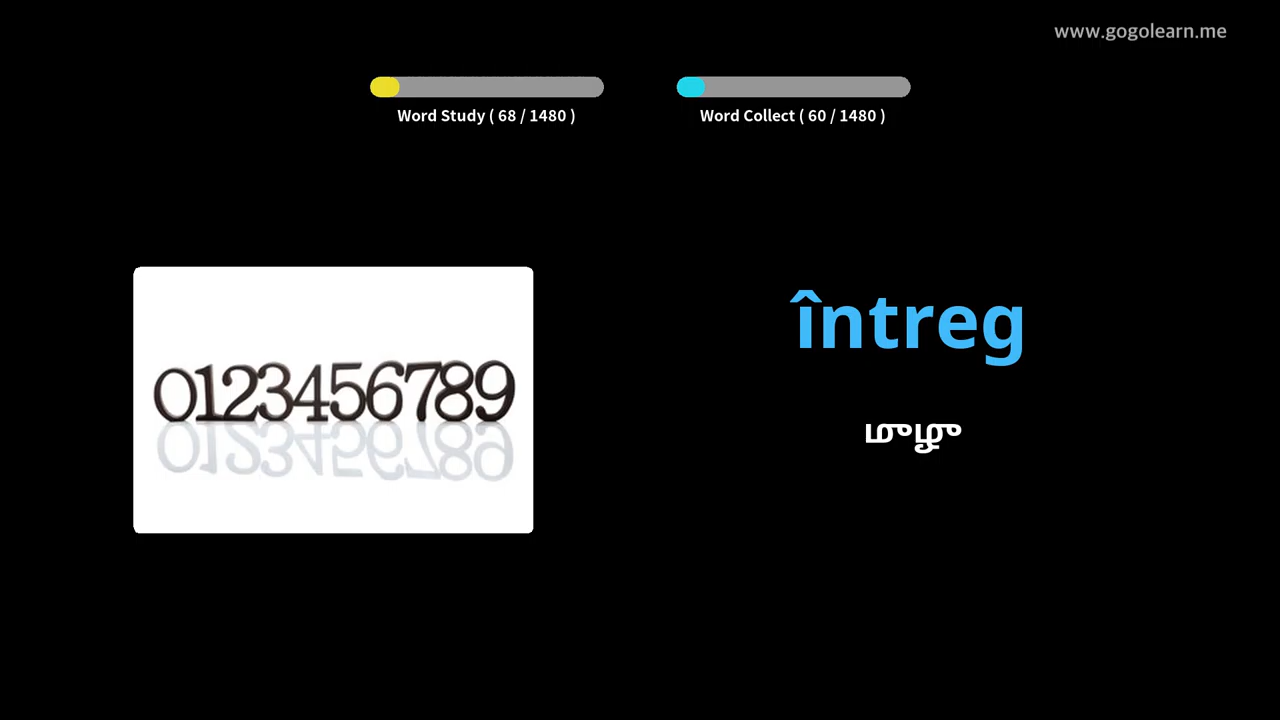 www.gogolearn.me
Word Study ( 68 / 1480 )
Word Collect ( 60 / 1480 )
0123456789
întreg
முழு